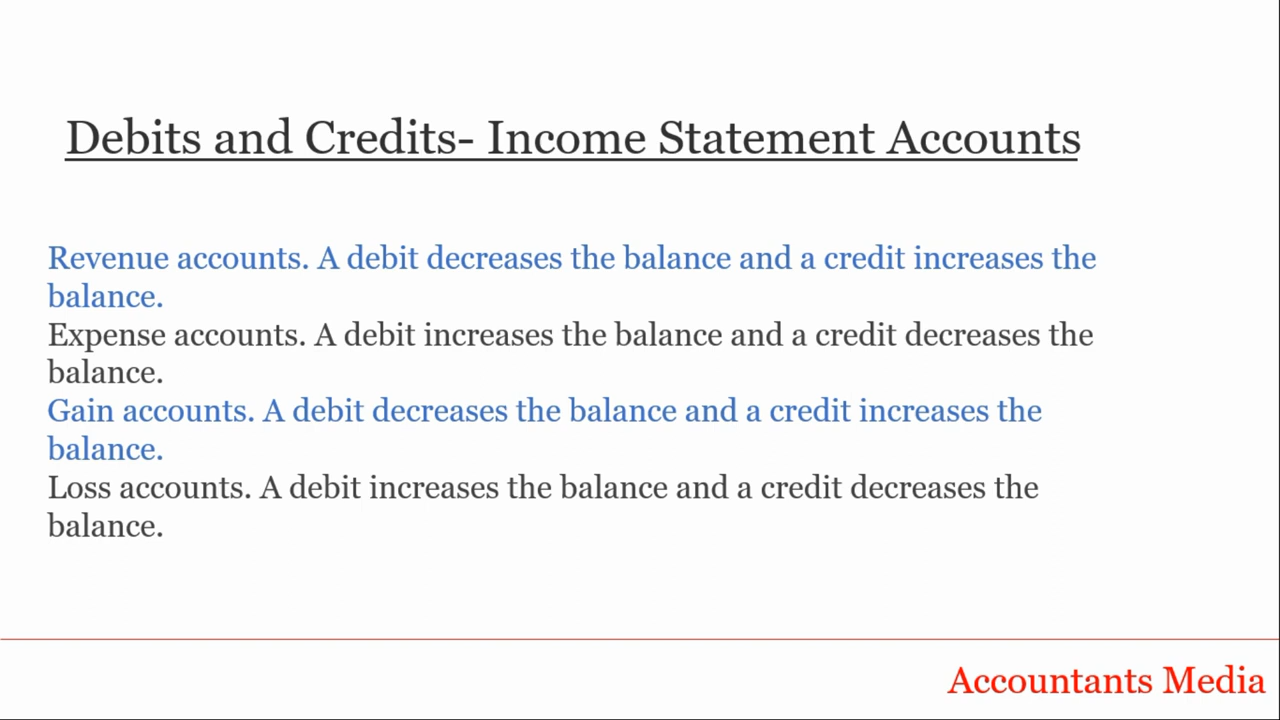 Debits and Credits- Income Statement Accounts
Revenue accounts. A debit decreases the balance and a credit increases the
balance.
Expense accounts. A debit increases the balance and a credit decreases the
balance.
Gain accounts. A debit decreases the balance and a credit increases the
balance.
Loss accounts. A debit increases the balance and a credit decreases the
balance.
Accountants Media